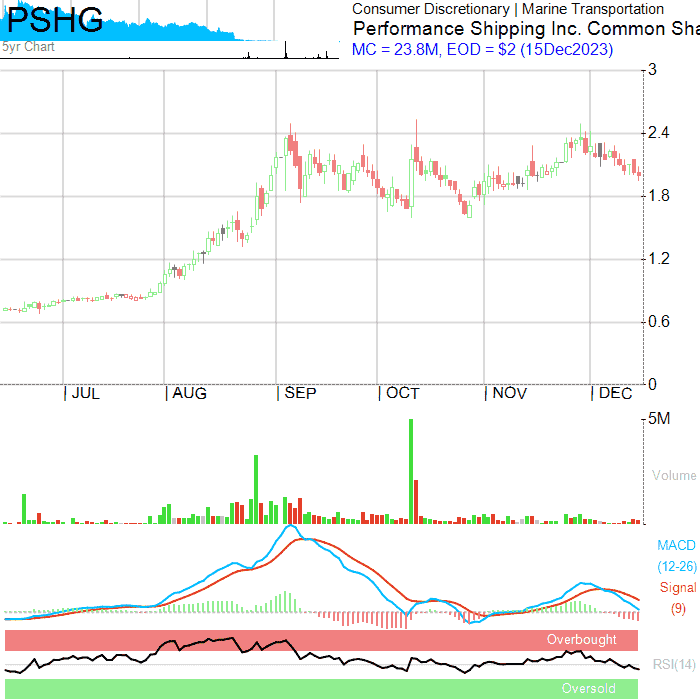 PSHG
5yr Chart
Consumer Discretionary | Marine Transportation
Performance Shipping Inc. Common Sha
MC = 23.8M, EOD = $2 (15Dec2023)
3
2.4
1.8
1.2
0.6
0
JUL
AUG
SEP
OCT
NOV
DEC
5M
Volume
MACD
(12-26)
Signal
(9)
Overbought
RSI(14)
Oversold